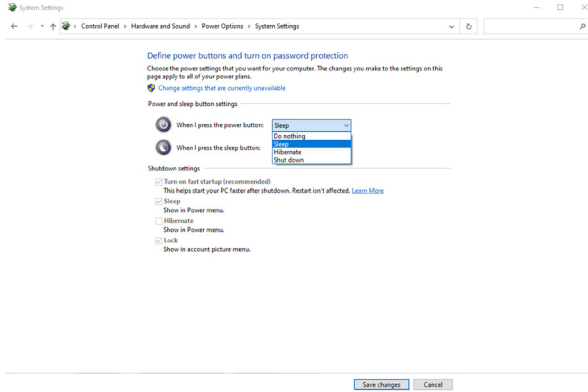 System Settings
Control Panel > Hardware and Sound > Power Options > System Settings
Define power buttons and turn on password protection
Choose the power settings that you want for your computer. The changes you make to the settings on this
page apply to all of your power plans.
Change settings that are currently unavailable
Power and sleep button settings
When I press the power button: Sleep
Do nothing
Sleep
When I press the sleep button:
Hibernate
Shut down
Shutdown settings
Turn on fast startup (recommended)
This helps start your PC faster after shutdown. Restart isn't affected. Learn More
Sleep
Show in Power menu.
Hibernate
Show in Power menu.
Lock
Show in account picture menu.
Save changes Cancel